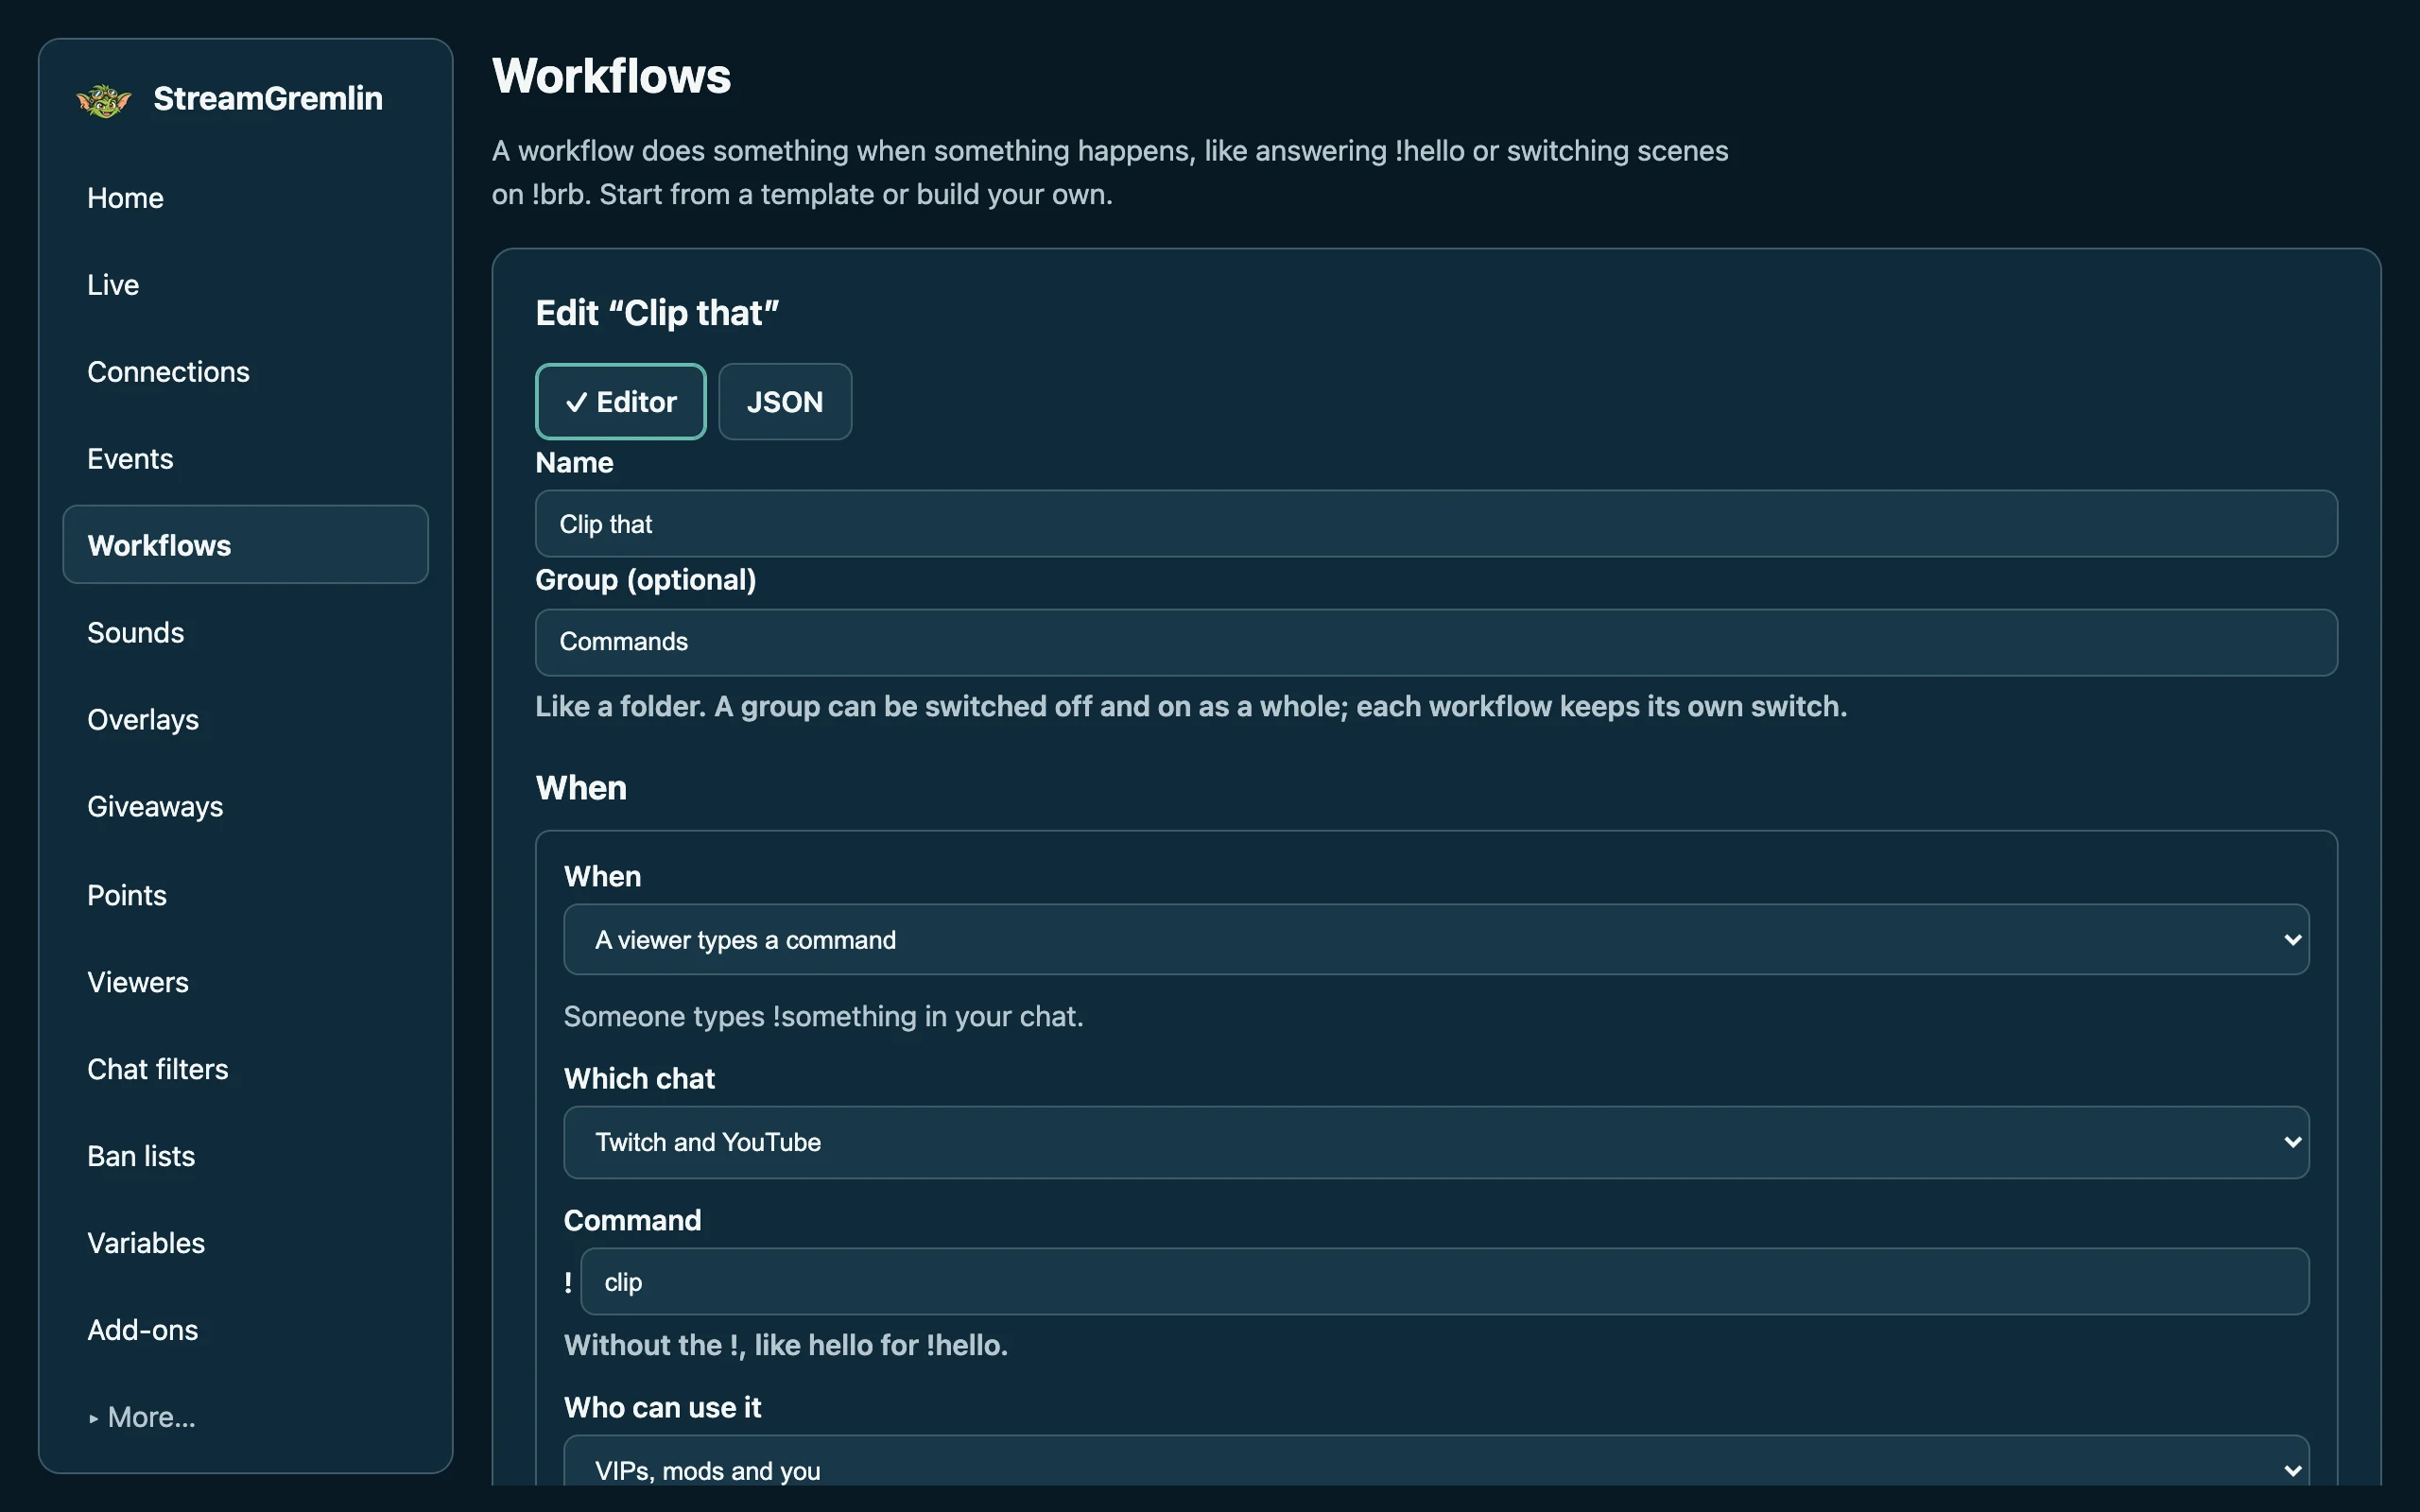 StreamGremlin
Home
Live
Connections
Events
Workflows
Sounds
Overlays
Giveaways
Points
Viewers
Chat filters
Ban lists
Variables
Add-ons
▸ More...
Workflows
A workflow does something when something happens, like answering !hello or switching scenes
on !brb. Start from a template or build your own.
Edit “Clip that”
✓ Editor
JSON
Name
Clip that
Group (optional)
Commands
Like a folder. A group can be switched off and on as a whole; each workflow keeps its own switch.
When
When
A viewer types a command
Someone types !something in your chat.
Which chat
Twitch and YouTube
Command
! clip
Without the !, like hello for !hello.
Who can use it
VIPs, mods and you